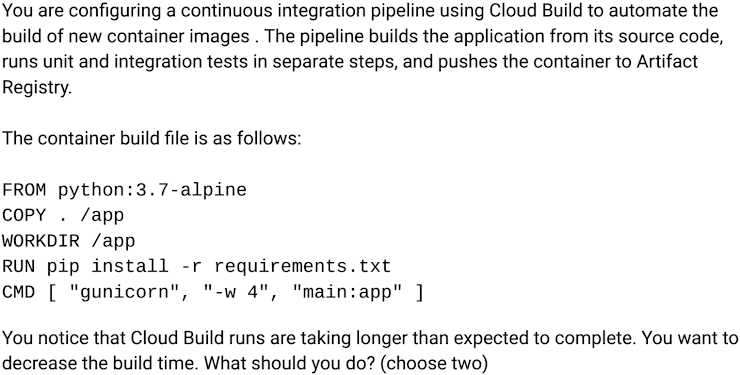 You are configuring a continuous integration pipeline using Cloud Build to automate the
build of new container images . The pipeline builds the application from its source code,
runs unit and integration tests in separate steps, and pushes the container to Artifact
Registry.
The container build file is as follows:
FROM python:3.7-alpine
COPY . /app
WORKDIR /app
RUN pip install -r requirements.txt
CMD [ "gunicorn", "-w 4", "main:app" ]
You notice that Cloud Build runs are taking longer than expected to complete. You want to
decrease the build time. What should you do? (choose two)